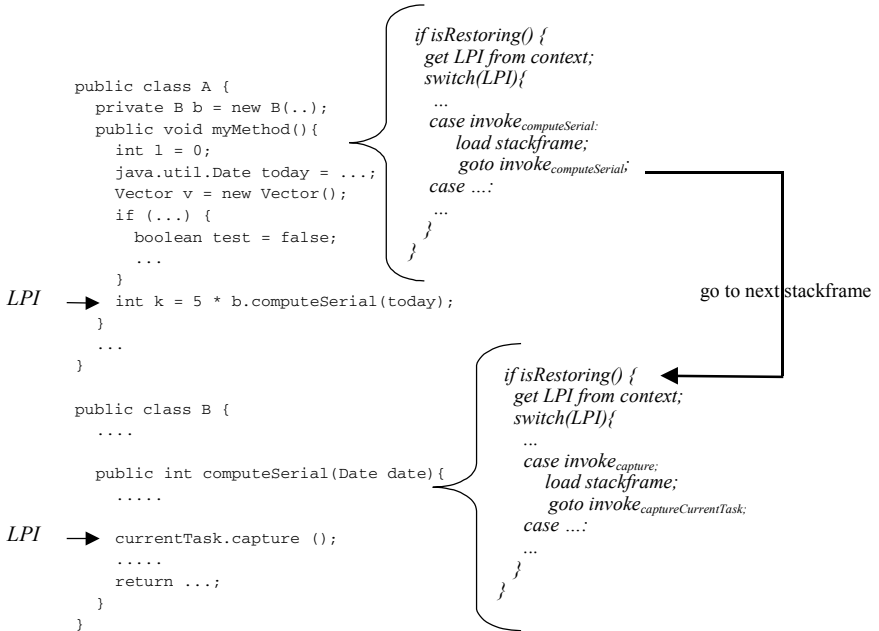 public class A {
private B b = new B(..);
public void myMethod(){
int l = 0;
java.util.Date today = ...;
Vector v = new Vector();
if (...) {
boolean test = false;
...
}
LPI
int k = 5 * b.computeSerial(today);
}
...
}
if isRestoring() {
get LPI from context;
switch(LPI){
...
case invokecomputeSerial:
load stackframe;
goto invokecomputeSerial;
case ...:
...
}
}
go to next stackframe
public class B {
....
public int computeSerial(Date date){
.....
LPI
currentTask.capture ();
.....
return ...;
}
}
if isRestoring() {
get LPI from context;
switch(LPI){
...
case invokecapture;
load stackframe;
goto invokecaptureCurrentTask;
case ...:
...
}
}